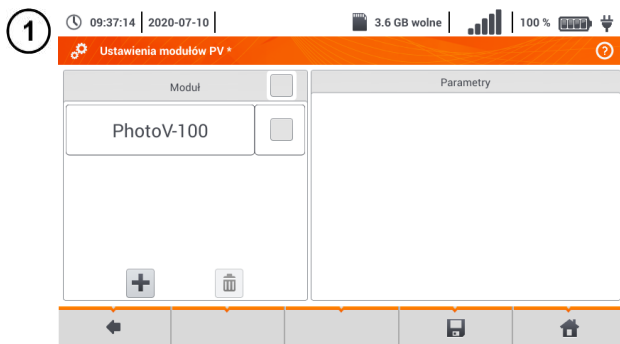 1
09:37:14 2020-07-10 3.6 GB wolne 100 %
Ustawienia modułów PV * ?
Moduł Parametry
PhotoV-100